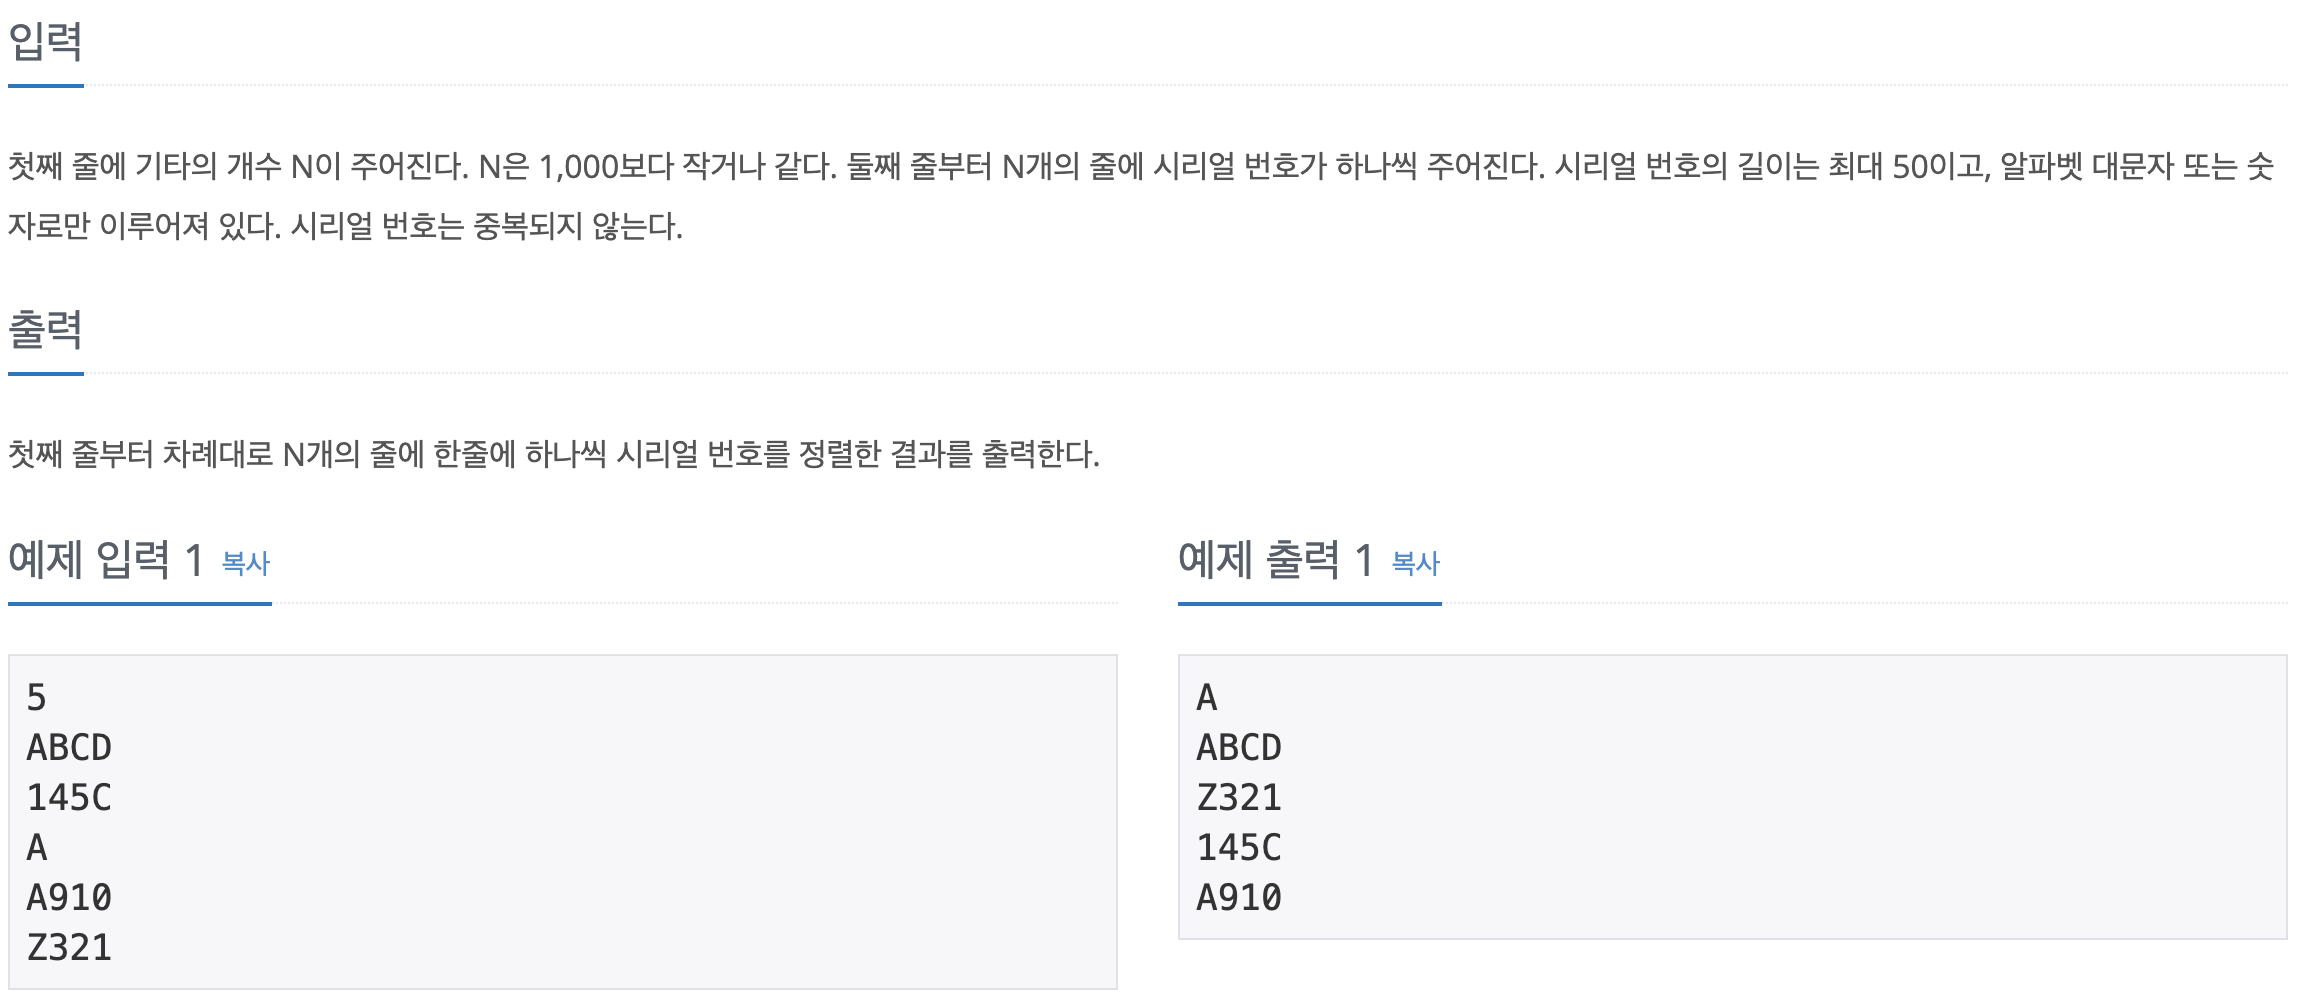 입력
첫째 줄에 기타의 개수 N이 주어진다. N은 1,000보다 작거나 같다. 둘째 줄부터 N개의 줄에 시리얼 번호가 하나씩 주어진다. 시리얼 번호의 길이는 최대 50이고, 알파벳 대문자 또는 숫
자로만 이루어져 있다. 시리얼 번호는 중복되지 않는다.
출력
첫째 줄부터 차례대로 N개의 줄에 한줄에 하나씩 시리얼 번호를 정렬한 결과를 출력한다.
예제 입력 1 복사
5
ABCD
145C
A
A910
Z321
예제 출력 1 복사
A
ABCD
Z321
145C
A910